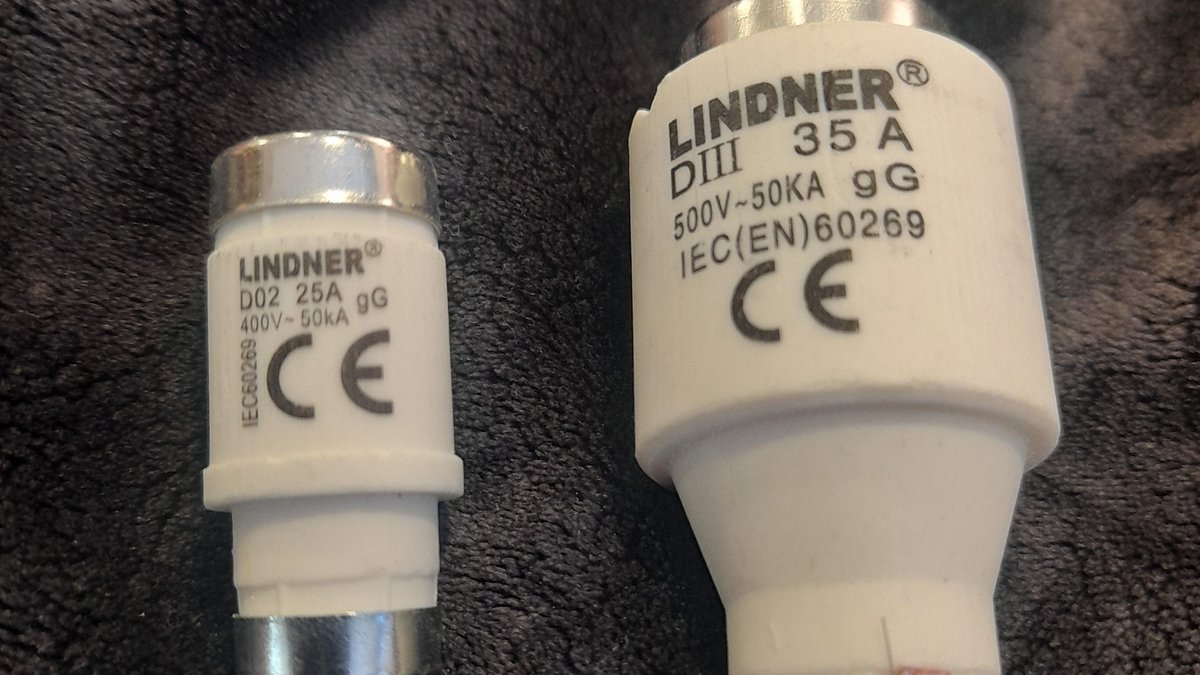 LINDNER®
D02 25A gG
400V~50kA
IEC60269
CE
LINDNER®
DIII 35 A
500V~50KA gG
IEC(EN)60269
CE